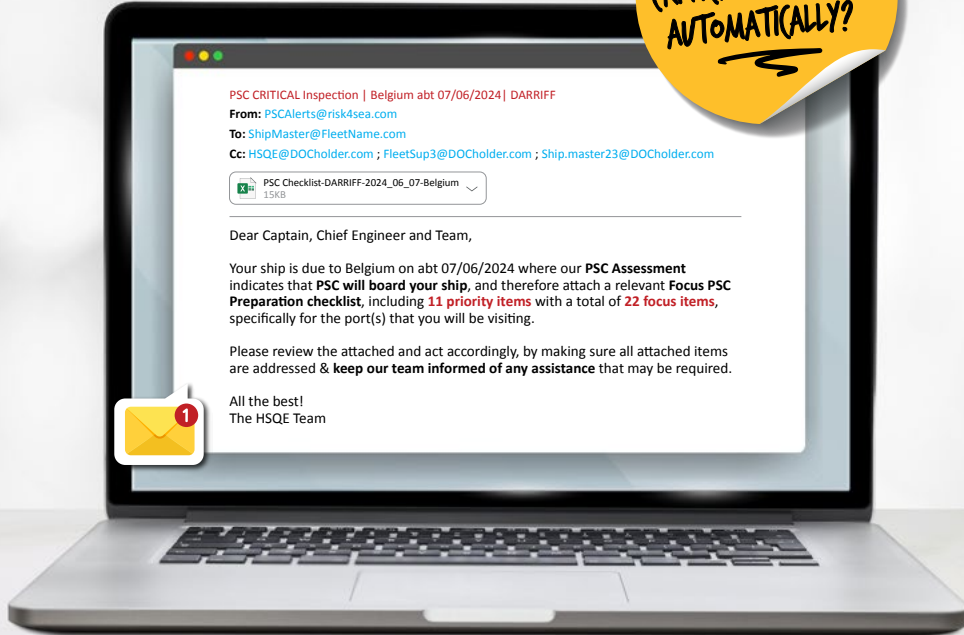 AUTOMATICALLY?
PSC CRITICAL Inspection | Belgium abt 07/06/2024| DARRIFF
From: PSCAlerts@risk4sea.com
To: ShipMaster@FleetName.com
Cc: HSQE@DOCholder.com ; FleetSup3@DOCholder.com ; Ship.master23@DOCholder.com
PSC Checklist-DARRIFF-2024_06_07-Belgium
15KB
Dear Captain, Chief Engineer and Team,
Your ship is due to Belgium on abt 07/06/2024 where our PSC Assessment
indicates that PSC will board your ship, and therefore attach a relevant Focus PSC
Preparation checklist, including 11 priority items with a total of 22 focus items,
specifically for the port(s) that you will be visiting.
Please review the attached and act accordingly, by making sure all attached items
are addressed & keep our team informed of any assistance that may be required.
All the best!
The HSQE Team
1